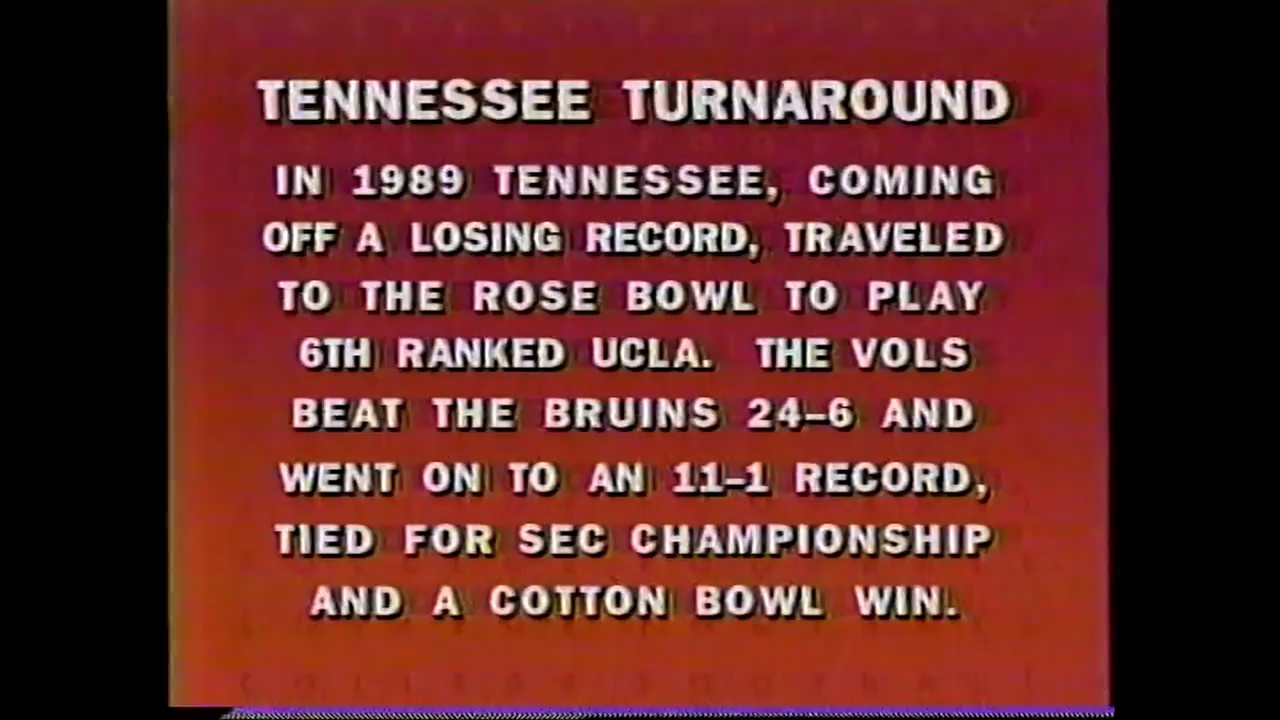 TENNESSEE TURNAROUND
IN 1989 TENNESSEE, COMING
OFF A LOSING RECORD, TRAVELED
TO THE ROSE BOWL TO PLAY
6TH RANKED UCLA. THE VOLS
BEAT THE BRUINS 24–6 AND
WENT ON TO AN 11–1 RECORD,
TIED FOR SEC CHAMPIONSHIP
AND A COTTON BOWL WIN.
COLLEGE FOOTBALL